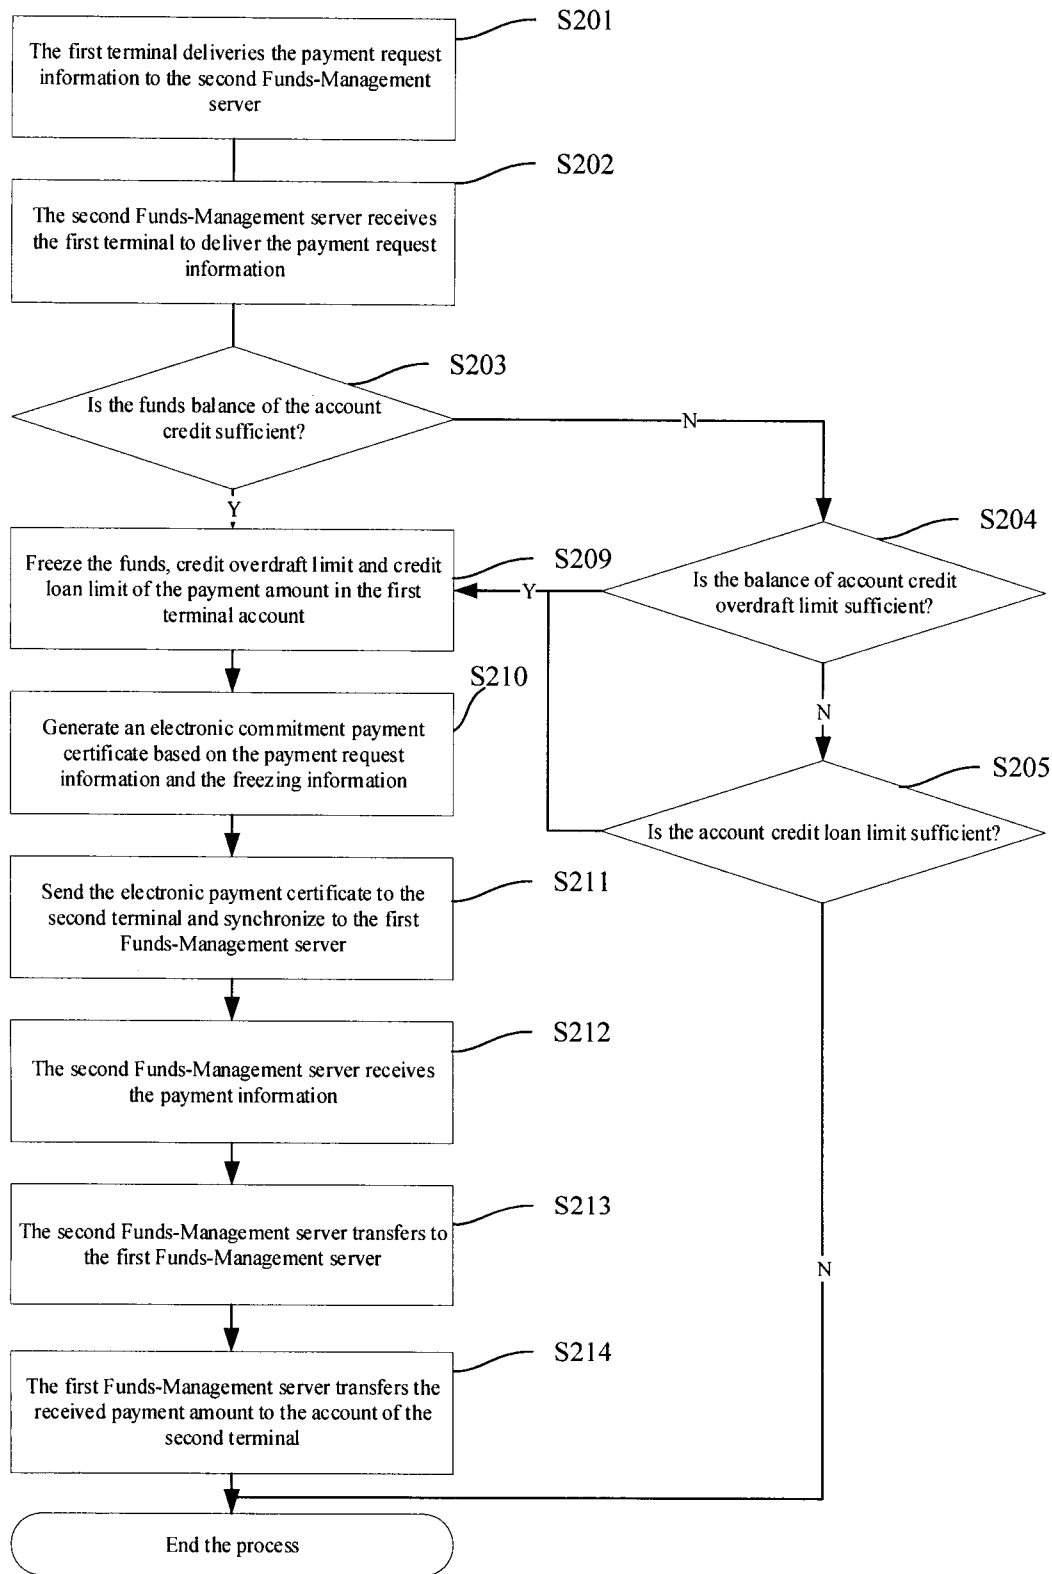 S201
The first terminal deliveries the payment request
information to the second Funds-Management
server
S202
The second Funds-Management server receives
the first terminal to deliver the payment request
information
S203
Is the funds balance of the account
credit sufficient?
N
Y
S204
Is the balance of account credit
overdraft limit sufficient?
S209
Freeze the funds, credit overdraft limit and credit
loan limit of the payment amount in the first
terminal account
Y
N
S210
Generate an electronic commitment payment
certificate based on the payment request
information and the freezing information
S205
Is the account credit loan limit sufficient?
S211
Send the electronic payment certificate to the
second terminal and synchronize to the first
Funds-Management server
S212
The second Funds-Management server receives
the payment information
S213
The second Funds-Management server transfers to
the first Funds-Management server
N
S214
The first Funds-Management server transfers the
received payment amount to the account of the
second terminal
End the process